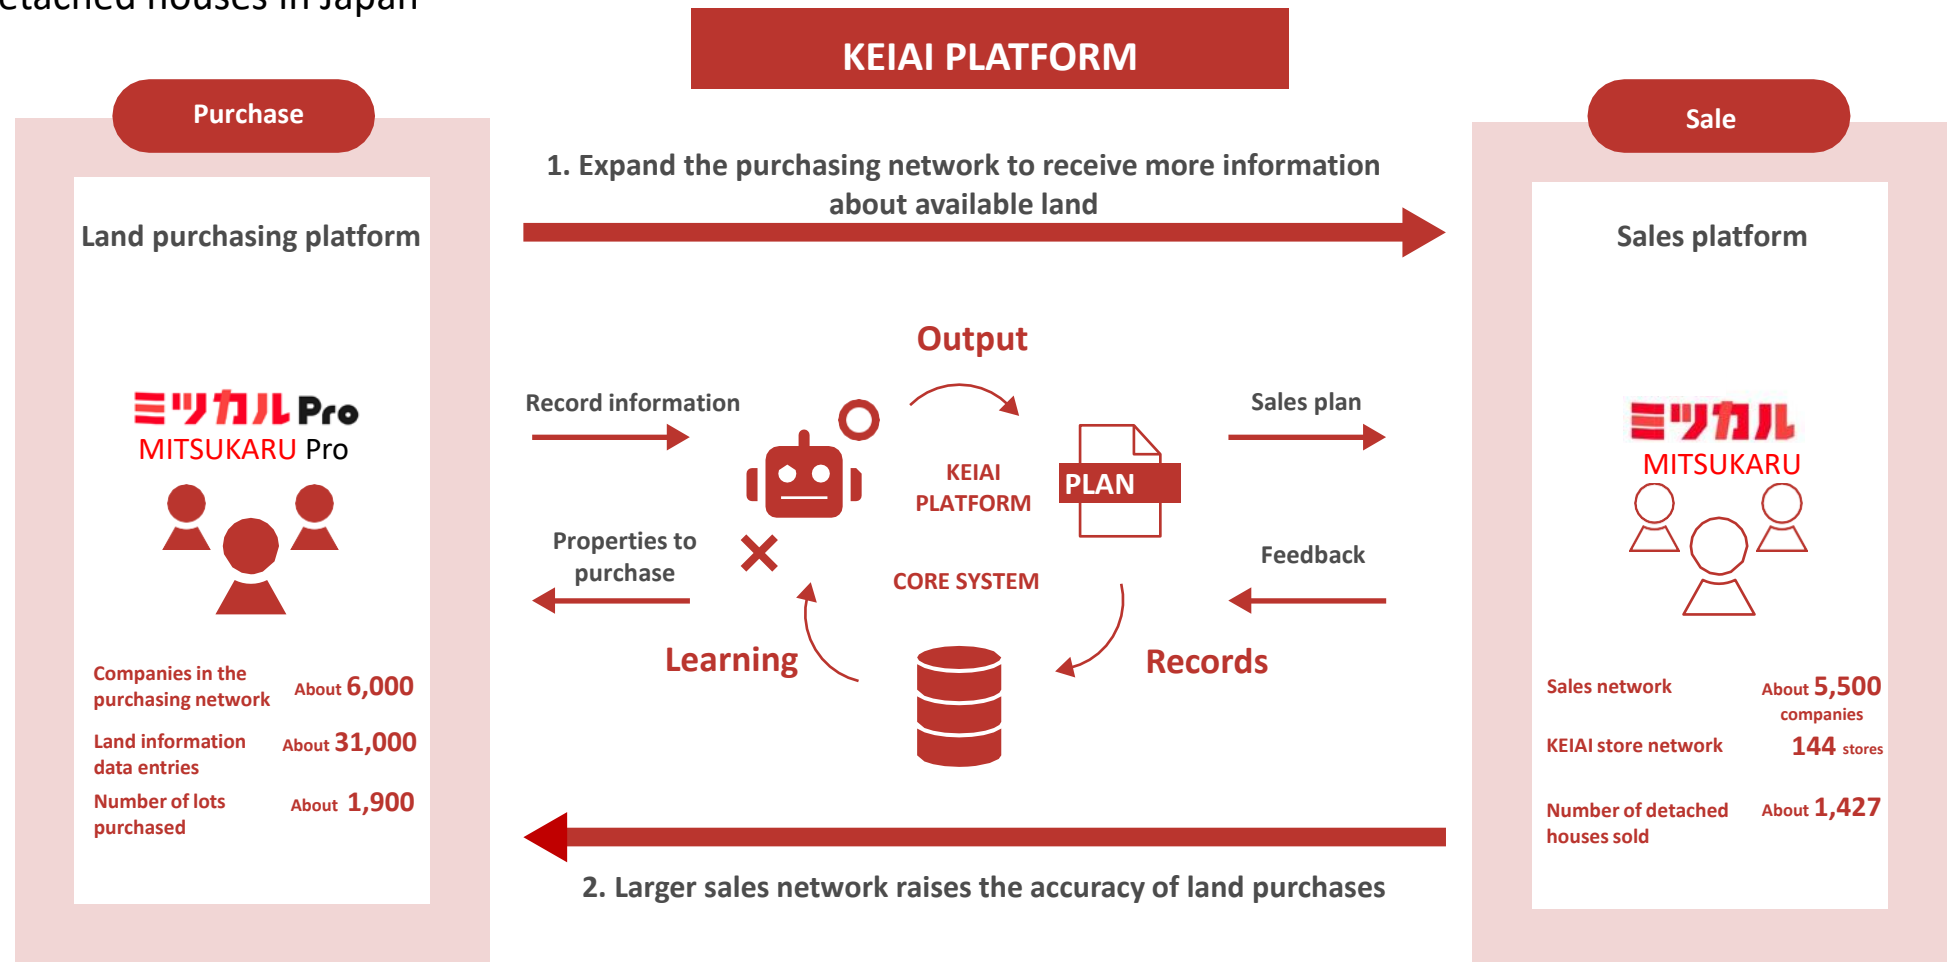 etached houses in Japan
KEIAI PLATFORM
Purchase
Land purchasing platform
ミツカル Pro
MITSUKARU Pro
Companies in the
purchasing network
About 6,000
Land information
data entries
About 31,000
Number of lots
purchased
About 1,900
1. Expand the purchasing network to receive more information
about available land
Record information
Properties to
purchase
Output
KEIAI
PLATFORM
CORE SYSTEM
PLAN
Learning
Records
Sales plan
Feedback
2. Larger sales network raises the accuracy of land purchases
Sale
Sales platform
ミツカル
MITSUKARU
Sales network
About 5,500
companies
KEIAI store network
144 stores
Number of detached
houses sold
About 1,427